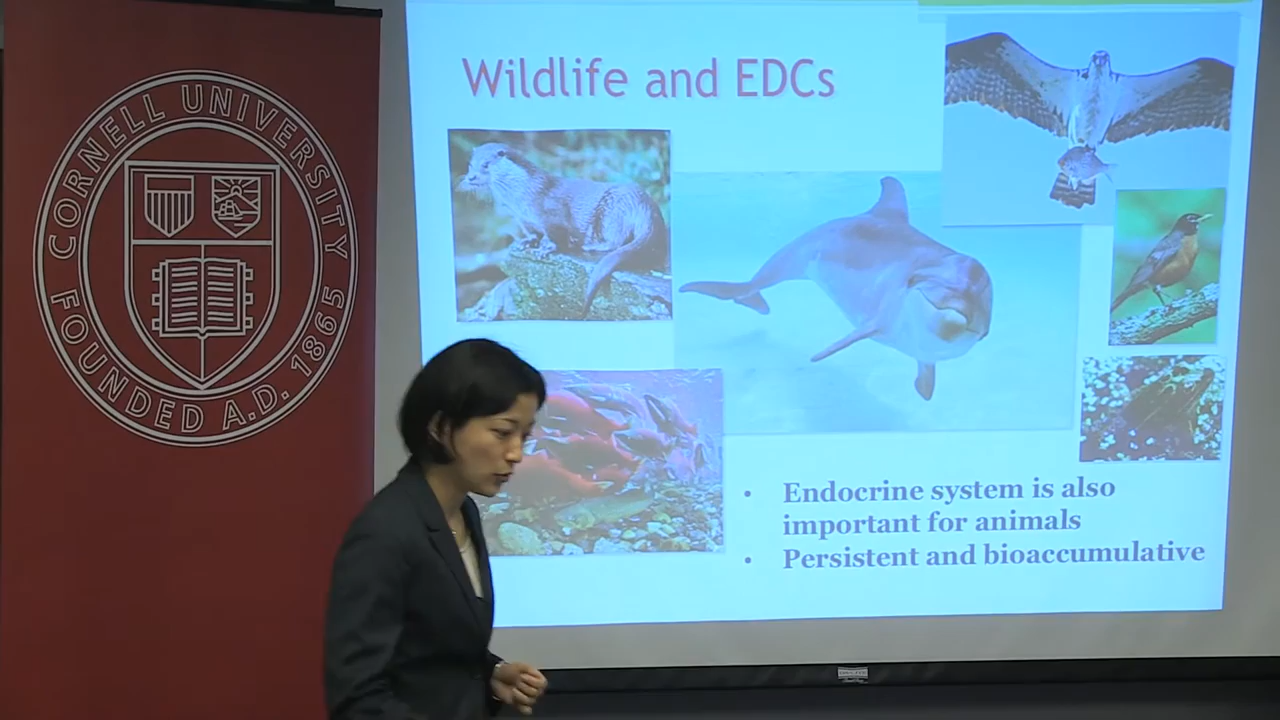 CORNELL UNIVERSITY
FOUNDED A.D. 1865
Wildlife and EDCs
• Endocrine system is also
important for animals
• Persistent and bioaccumulative